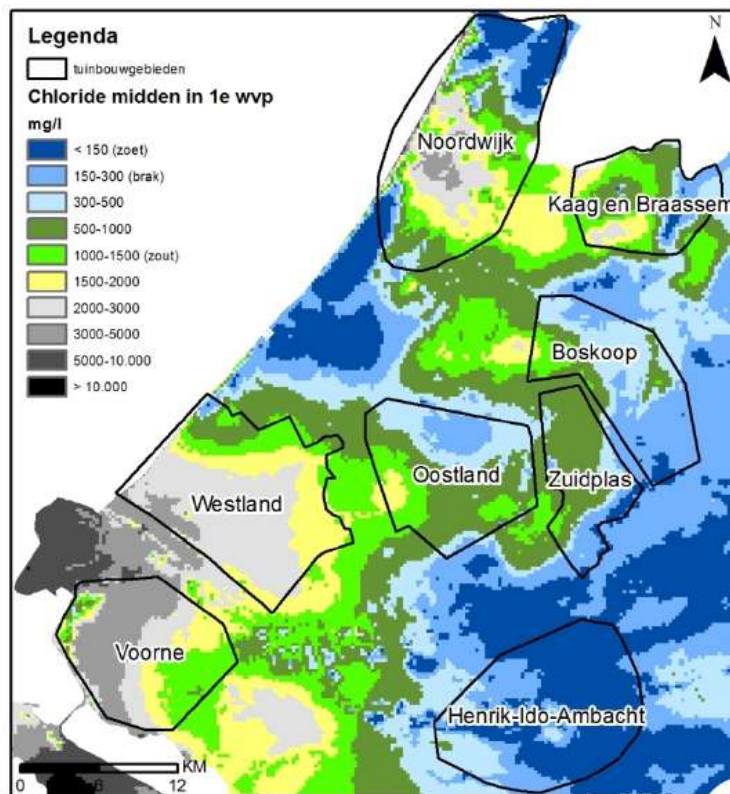 Legenda
tuinbouwgebieden
Chloride midden in 1e wvp
mg/l
< 150 (zoet)
150-300 (brak)
300-500
500-1000
1000-1500 (zout)
1500-2000
2000-3000
3000-5000
5000-10.000
> 10.000
N
Noordwijk
Kaag en Braassem
Boskoop
Oostland
Zuidplas
Westland
Voorne
Henrik-Ido-Ambacht
KM
0 6 12